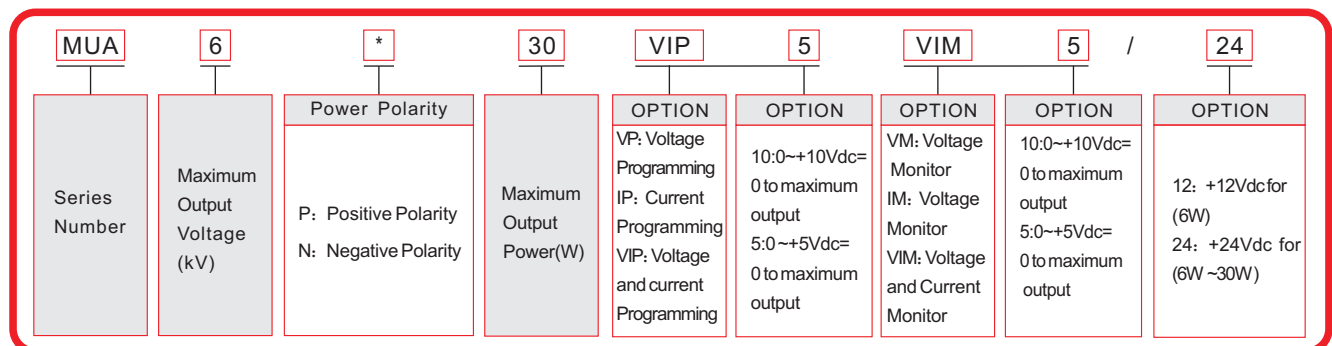 MUA 6 * 30 VIP 5 VIM 5 / 24
Series
Number
Maximum
Output
Voltage
(kV)
Power Polarity
P: Positive Polarity
N: Negative Polarity
Maximum
Output
Power(W)
OPTION
VP: Voltage
Programming
IP: Current
Programming
VIP: Voltage
and current
Programming
OPTION
10:0~+10Vdc=
0 to maximum
output
5:0~+5Vdc=
0 to maximum
output
OPTION
VM: Voltage
Monitor
IM: Voltage
Monitor
VIM: Voltage
and Current
Monitor
OPTION
10:0~+10Vdc=
0 to maximum
output
5:0~+5Vdc=
0 to maximum
output
OPTION
12: +12Vdc for
(6W)
24: +24Vdc for
(6W ~30W)